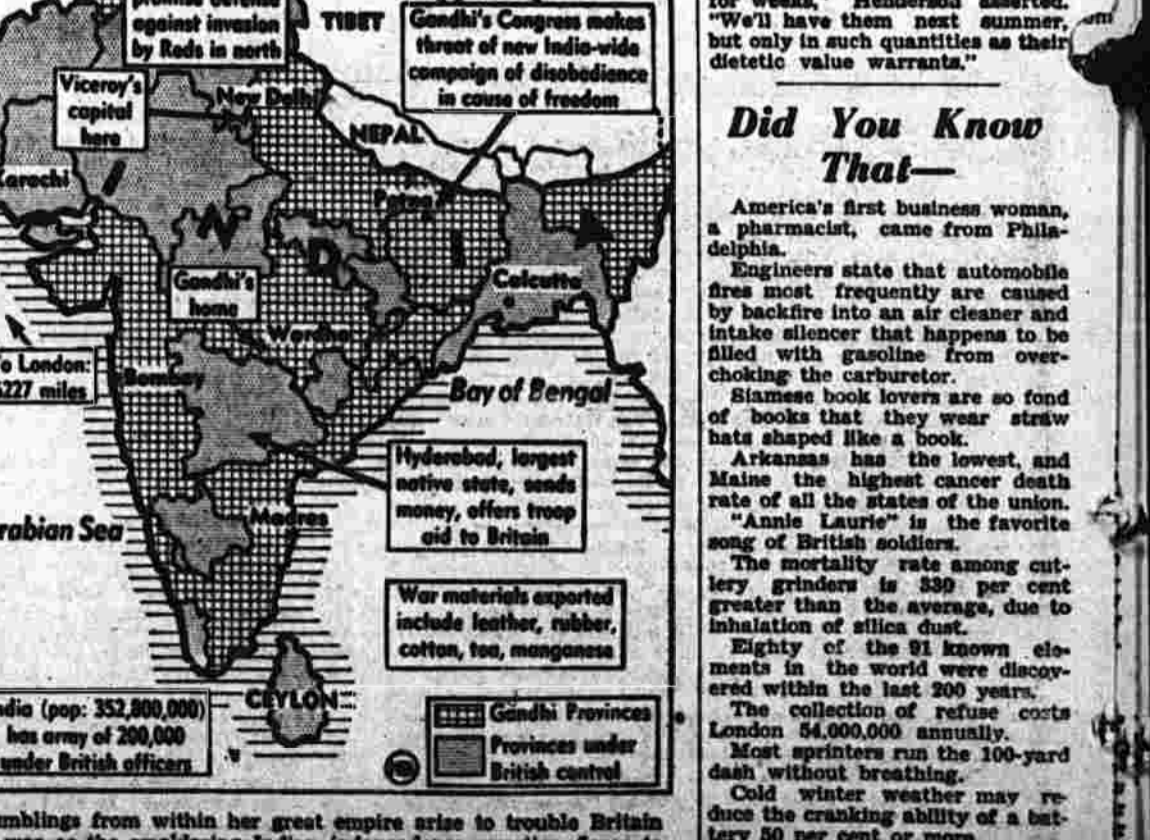 against invasion
by Reds in north
TIBET
Gandhi's Congress makes
threat of new India-wide
campaign of disobedience
in cause of freedom
Viceroy's
capital
here
New Delhi
NEPAL
Karachi
Patna
I
N
D
I
A
Gandhi's
home
Calcutta
Wardha
To London:
6227 miles
Bombay
Bay of Bengal
Hyderabad, largest
native state, sends
money, offers troop
aid to Britain
Arabian Sea
Madras
War materials exported
include leather, rubber,
cotton, tea, manganese
CEYLON
India (pop: 352,800,000)
has army of 200,000
under British officers
Gandhi Provinces
Provinces under
British control
umblings from within her great empire arise to trouble Britain
for weeks," Henderson asserted.
"We'll have them next summer,
but only in such quantities as their
dietetic value warrants."
Did You Know
That—
America's first business woman,
a pharmacist, came from Phila-
delphia.
Engineers state that automobile
fires most frequently are caused
by backfire into an air cleaner and
intake silencer that happens to be
filled with gasoline from over-
choking the carburetor.
Siamese book lovers are so fond
of books that they wear straw
hats shaped like a book.
Arkansas has the lowest, and
Maine the highest cancer death
rate of all the states of the union.
"Annie Laurie" is the favorite
song of British soldiers.
The mortality rate among cut-
lery grinders is 330 per cent
greater than the average, due to
inhalation of silica dust.
Eighty of the 91 known ele-
ments in the world were discov-
ered within the last 200 years.
The collection of refuse costs
London $4,000,000 annually.
Most sprinters run the 100-yard
dash without breathing.
Cold winter weather may re-
duce the cranking ability of a bat-
tery 50 per cent or more.